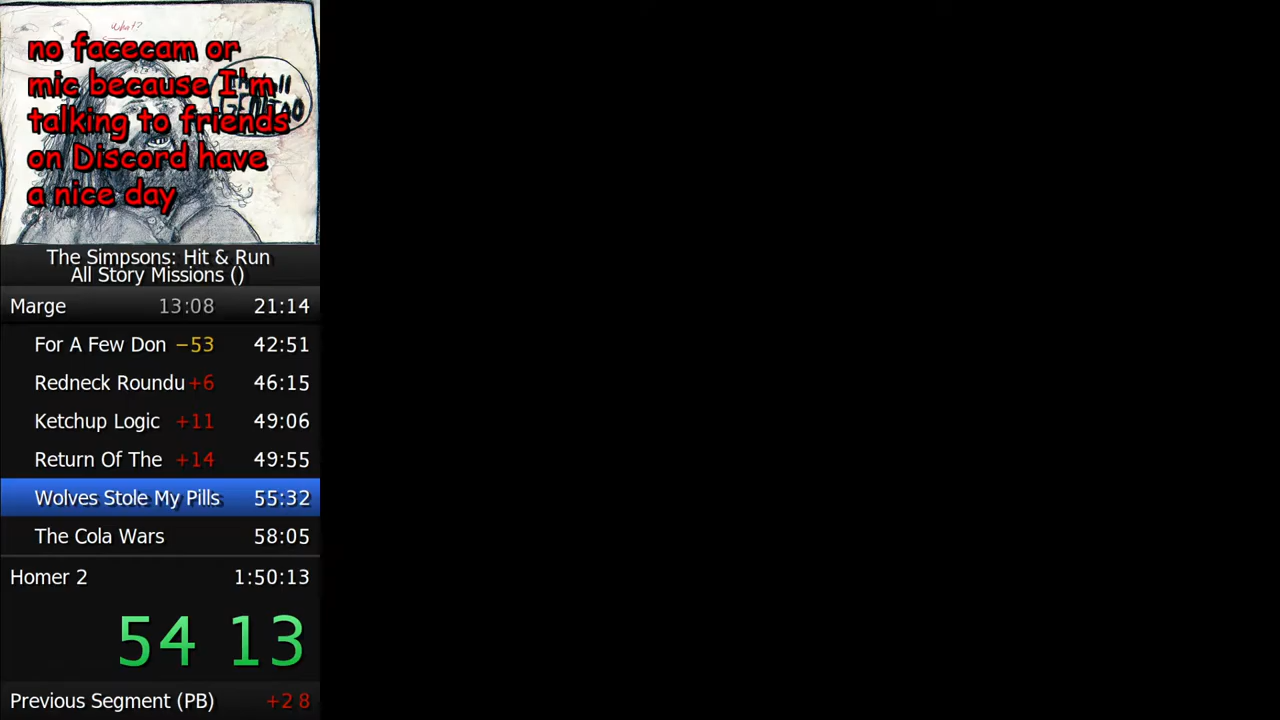 what?
no facecam or
mic because I'm
talking to friends
on Discord have
a nice day
The Simpsons: Hit & Run
All Story Missions ()
Marge 13:08 21:14
For A Few Don −53 42:51
Redneck Roundu +6 46:15
Ketchup Logic +11 49:06
Return Of The +14 49:55
Wolves Stole My Pills 55:32
The Cola Wars 58:05
Homer 2 1:50:13
54 13
Previous Segment (PB) +2 8